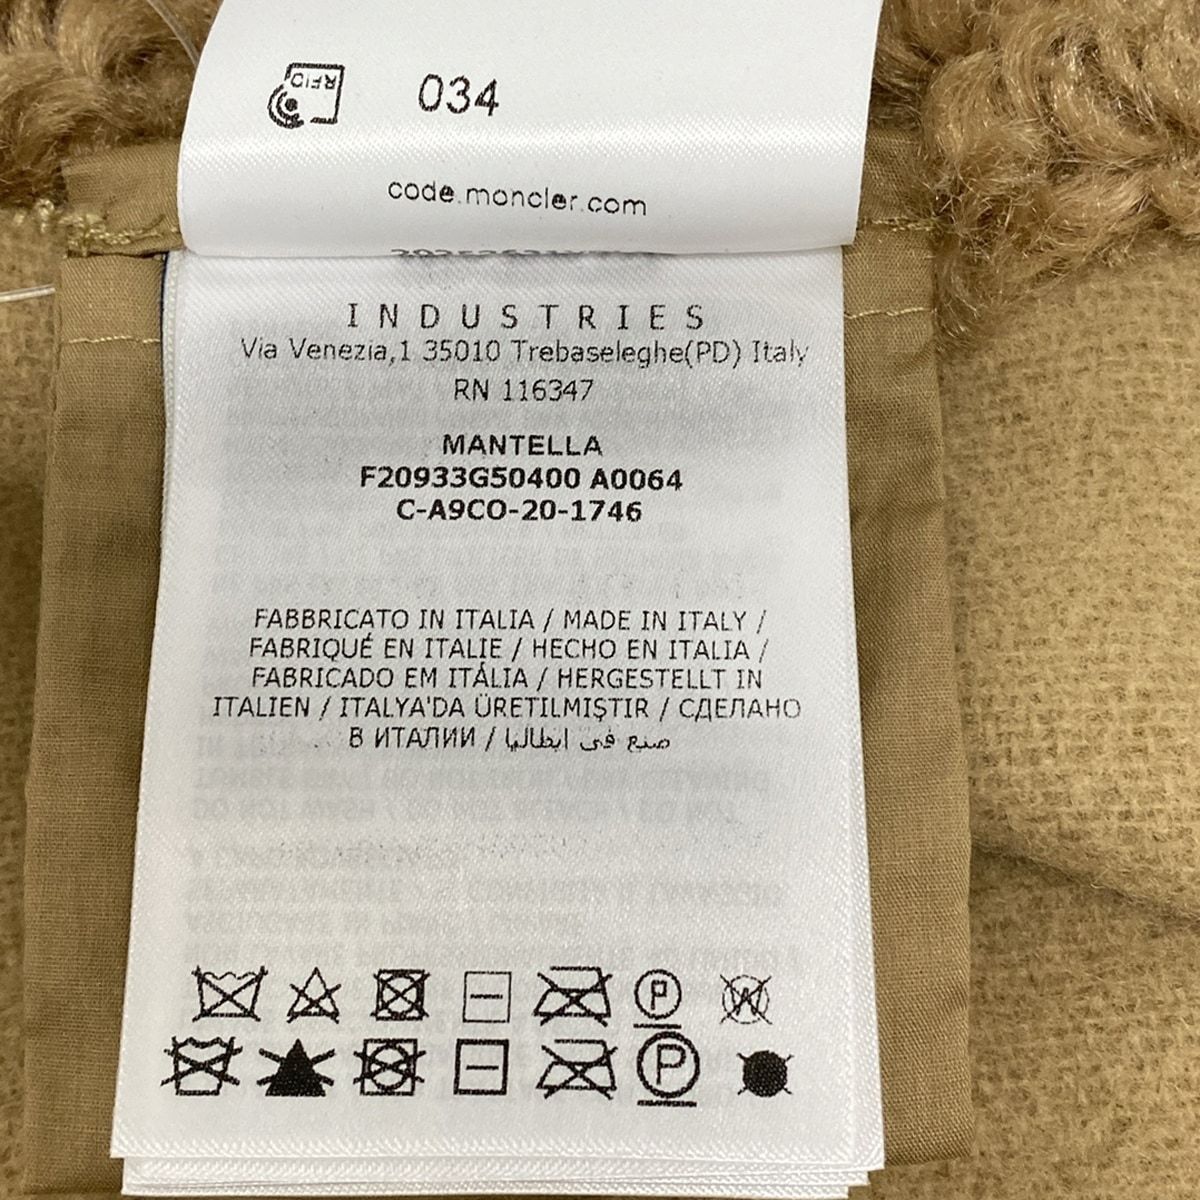 RFID
034
code.moncler.com
INDUSTRIES
Via Venezia,1 35010 Trebaseleghe(PD) Italy
RN 116347
MANTELLA
F20933G50400 A0064
C-A9CO-20-1746
FABBRICATO IN ITALIA / MADE IN ITALY /
FABRIQUÉ EN ITALIE / HECHO EN ITALIA /
FABRICADO EM ITÁLIA / HERGESTELLT IN
ITALIEN / ITALYA'DA ÜRETILMIŞTIR / СДЕЛАНО
В ИТАЛИИ / صنع في ايطاليا
P
W
P